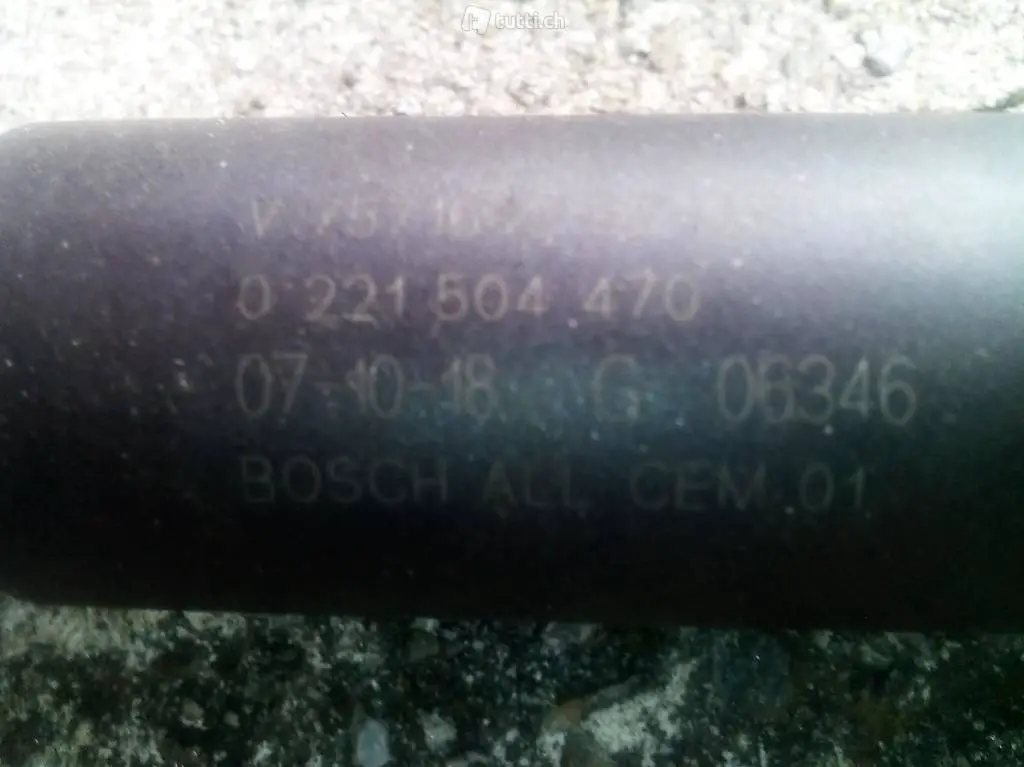 tutti.ch
0 221 504 470
07-10-18 G 06346
BOSCH ALL CEM 01